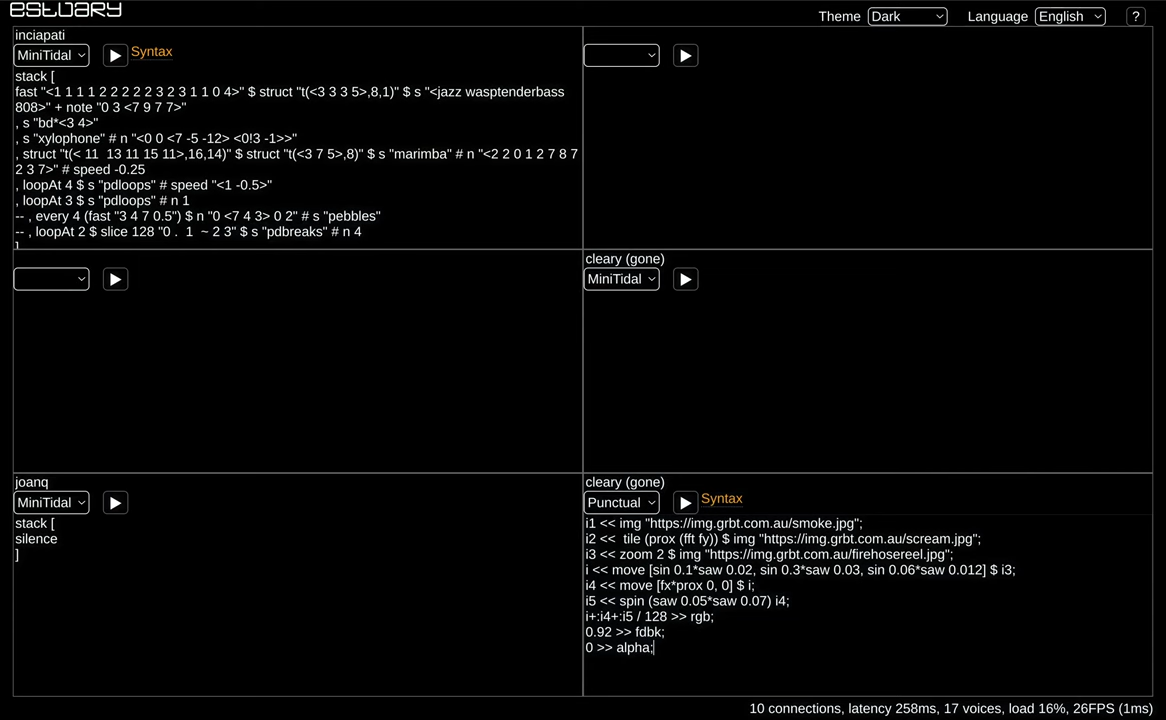 estuary
Theme Dark Language English ?
inciapati
MiniTidal Syntax
stack [
fast "<1 1 1 1 2 2 2 2 2 3 2 3 1 1 0 4>" $ struct "t(<3 3 3 5>,8,1)" $ s "<jazz wasptenderbass
808>" + note "0 3 <7 9 7 7>"
, s "bd*<3 4>"
, s "xylophone" # n "<0 0 <7 -5 -12> <0!3 -1>>"
, struct "t(< 11  13 11 15 11>,16,14)" $ struct "t(<3 7 5>,8)" $ s "marimba" # n "<2 2 0 1 2 7 8 7
2 3 7>" # speed -0.25
, loopAt 4 $ s "pdloops" # speed "<1 -0.5>"
, loopAt 3 $ s "pdloops" # n 1
-- , every 4 (fast "3 4 7 0.5") $ n "0 <7 4 3> 0 2" # s "pebbles"
-- , loopAt 2 $ slice 128 "0 .  1  ~ 2 3" $ s "pdbreaks" # n 4
]
cleary (gone)
MiniTidal
joanq
MiniTidal
stack [
silence
]
cleary (gone)
Punctual Syntax
i1 << img "https://img.grbt.com.au/smoke.jpg";
i2 <<  tile (prox (fft fy)) $ img "https://img.grbt.com.au/scream.jpg";
i3 << zoom 2 $ img "https://img.grbt.com.au/firehosereel.jpg";
i << move [sin 0.1*saw 0.02, sin 0.3*saw 0.03, sin 0.06*saw 0.012] $ i3;
i4 << move [fx*prox 0, 0] $ i;
i5 << spin (saw 0.05*saw 0.07) i4;
i+:i4+:i5 / 128 >> rgb;
0.92 >> fdbk;
0 >> alpha;
10 connections, latency 258ms, 17 voices, load 16%, 26FPS (1ms)